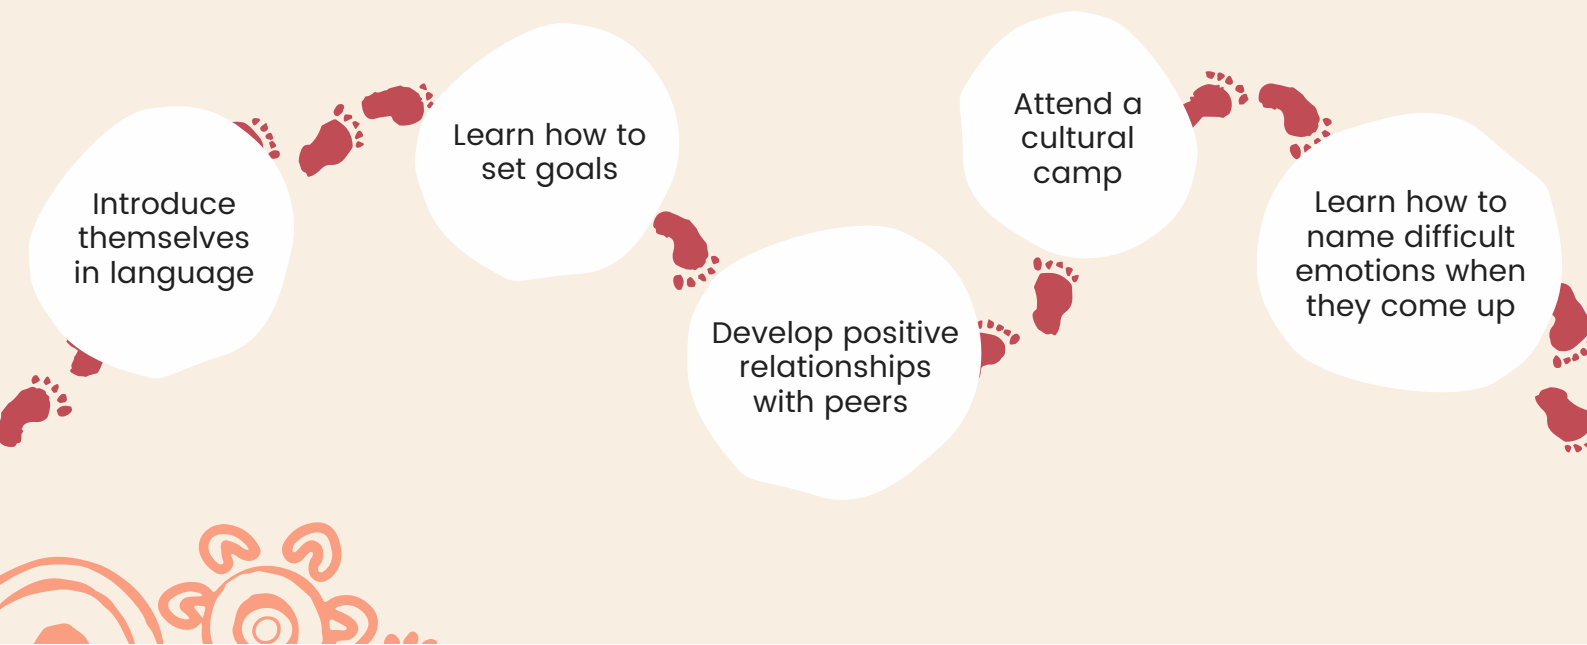 Introduce
themselves
in language
Learn how to
set goals
Develop positive
relationships
with peers
Attend a
cultural
camp
Learn how to
name difficult
emotions when
they come up